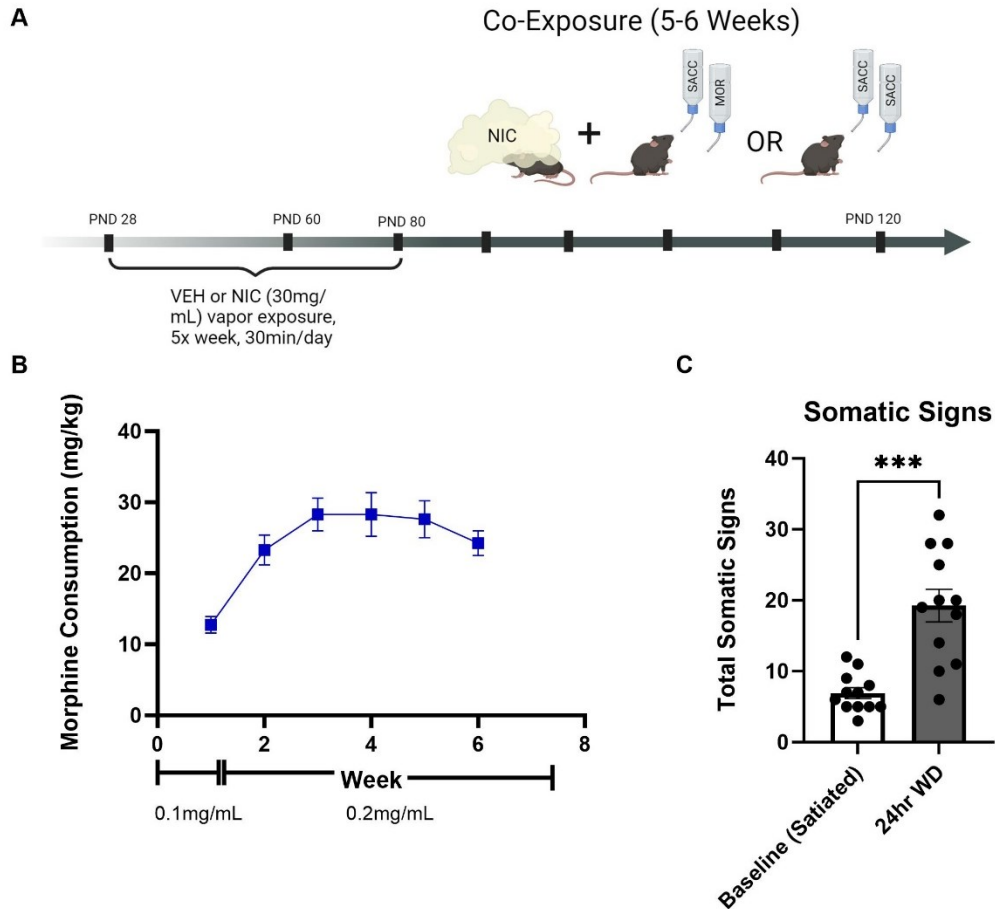 A
Co-Exposure (5-6 Weeks)
NIC
+
SACC
MOR
OR
SACC
SACC
PND 28
PND 60
PND 80
PND 120
VEH or NIC (30mg/
mL) vapor exposure,
5x week, 30min/day
B
Morphine Consumption (mg/kg)
40
30
20
10
0
0
2
4
6
8
Week
0.1mg/mL
0.2mg/mL
C
Somatic Signs
***
Total Somatic Signs
40
30
20
10
0
Baseline (Satiated)
24hr WD